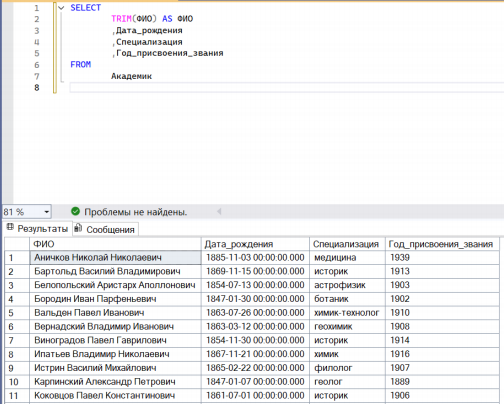 1 SELECT
2 TRIM(ФИО) AS ФИО
3 ,Дата_рождения
4 ,Специализация
5 ,Год_присвоения_звания
6 FROM
7 Академик
8
81 % Проблемы не найдены.
Результаты Сообщения
ФИО Дата_рождения Специализация Год_присвоения_звания
1 Аничков Николай Николаевич 1885-11-03 00:00:00.000 медицина 1939
2 Бартольд Василий Владимирович 1869-11-15 00:00:00.000 историк 1913
3 Белопольский Аристарх Аполлонович 1854-07-13 00:00:00.000 астрофизик 1903
4 Бородин Иван Парфеньевич 1847-01-30 00:00:00.000 ботаник 1902
5 Вальден Павел Иванович 1863-07-26 00:00:00.000 химик-технолог 1910
6 Вернадский Владимир Иванович 1863-03-12 00:00:00.000 геохимик 1908
7 Виноградов Павел Гаврилович 1854-11-30 00:00:00.000 историк 1914
8 Ипатьев Владимир Николаевич 1867-11-21 00:00:00.000 химик 1916
9 Истрин Василий Михайлович 1865-02-22 00:00:00.000 филолог 1907
10 Карпинский Александр Петрович 1847-01-07 00:00:00.000 геолог 1889
11 Коковцов Павел Константинович 1861-07-01 00:00:00.000 историк 1906